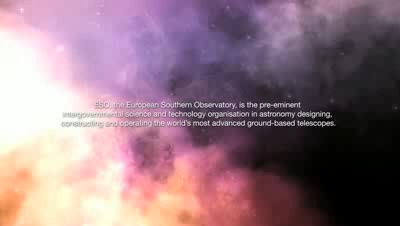 ESO, the European Southern Observatory, is the pre-eminent
intergovernmental science and technology organisation in astronomy designing,
constructing and operating the world's most advanced ground-based telescopes.